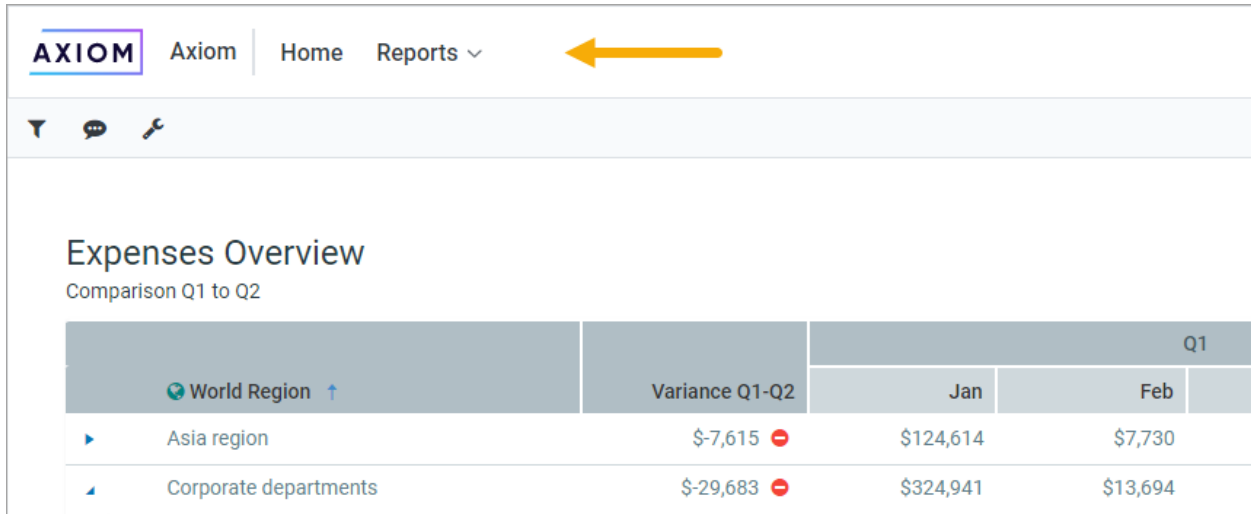 AXIOM Axiom Home Reports
Expenses Overview
Comparison Q1 to Q2
Q1
World Region Variance Q1-Q2 Jan Feb
Asia region $-7,615 $124,614 $7,730
Corporate departments $-29,683 $324,941 $13,694